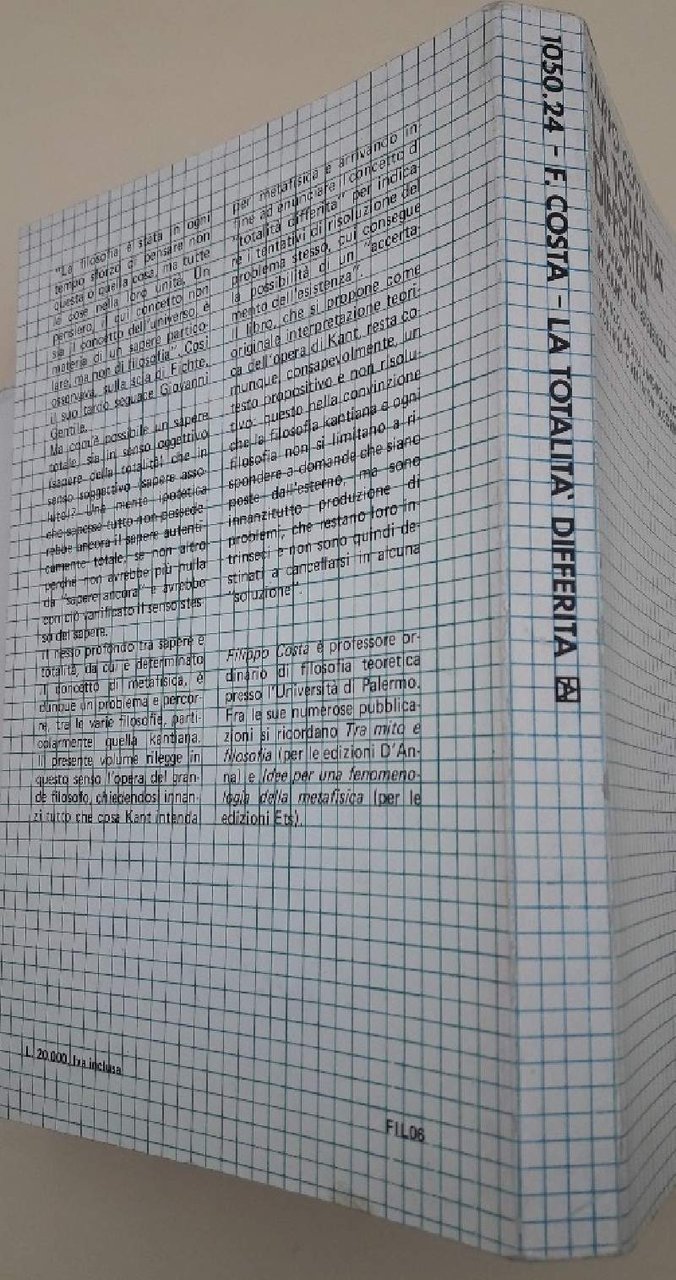 "La filosofia è stata in ogni
tempo sforzo di pensare non
questa o quella cosa, ma tutte
le cose nella loro unità. Un
pensiero, il cui concetto non
sia il concetto dell'universo è
materia di un sapere partico-
lare, ma non di filosofia". Così
osservava, sulla scia di Fichte,
il suo tardo seguace Giovanni
Gentile.
Ma com'è possibile un sapere
totale, sia in senso oggettivo
(sapere della totalità) che in
senso soggettivo (sapere asso-
luto)? Una mente ipotetica
che sapesse tutto non possede-
rebbe ancora il sapere autenti-
camente totale, se non altro
perché non avrebbe più nulla
da "sapere ancora" e avrebbe
con ciò vanificato il senso stes-
so del sapere.
Il nesso profondo tra sapere e
totalità, da cui è determinato
il concetto di metafisica, è
dunque un problema e percor-
re, tra le varie filosofie, parti-
colarmente quella kantiana.
Il presente volume rilegge in
questo senso l'opera del gran-
de filosofo, chiedendosi innan-
zi tutto che cosa Kant intenda
per metafisica e arrivando in-
fine ad enunciare il concetto di
"totalità differita" per indica-
re i tentativi di risoluzione del
problema stesso, cui consegue
la possibilità di un "accerta-
mento dell'esistenza".
Il libro, che si propone come
originale interpretazione teori-
ca dell'opera di Kant, resta co-
munque, consapevolmente, un
testo propositivo e non risolu-
tivo: questo nella convinzione
che la filosofia kantiana e ogni
filosofia non si limitano a ri-
spondere a domande che siano
poste dall'esterno, ma sono
innanzitutto produzione di
problemi, che restano loro in-
trinseci e non sono quindi de-
stinati a cancellarsi in alcuna
"soluzione".
Filippo Costa è professore or-
dinario di filosofia teoretica
presso l'Università di Palermo.
Fra le sue numerose pubblica-
zioni si ricordano Tra mito e
filosofia (per le edizioni D'An-
na) e Idee per una fenomeno-
logia della metafisica (per le
edizioni Ets).
L. 20.000, Iva inclusa
FIL06
1050.24 - F. COSTA - LA TOTALITA' DIFFERITA A